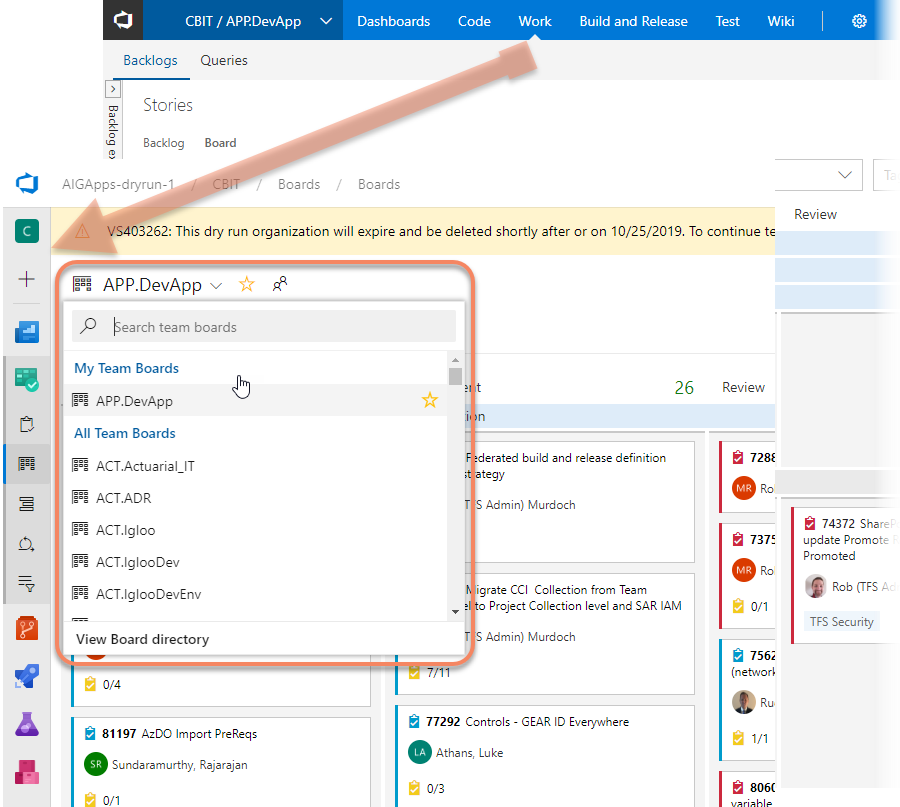 CBIT / APP.DevApp
Dashboards
Code
Work
Build and Release
Test
Wiki
Backlogs
Queries
Backlog ex
Stories
Backlog
Board
AIGApps-dryrun-1 / CBIT / Boards / Boards
C
VS403262: This dry run organization will expire and be deleted shortly after or on 10/25/2019. To continue te
Ta
Review
APP.DevApp
Search team boards
My Team Boards
APP.DevApp
All Team Boards
ACT.Actuarial_IT
ACT.ADR
ACT.Igloo
ACT.IglooDev
ACT.IglooDevEnv
View Board directory
0/4
81197 AzDO Import PreReqs
SR Sundaramurthy, Rajarajan
0/1
26
Federated build and release definition
strategy
(TFS Admin) Murdoch
Migrate CCI Collection from Team
to Project Collection level and SAR IAM
(TFS Admin) Murdoch
7/11
77292 Controls - GEAR ID Everywhere
LA Athans, Luke
0/3
Review
7288
MR Ro
7375
MR Ro
0/1
7562
(network
Ru
1/1
8060
variable
74372 ShareP
update Promote R
Promoted
Rob (TFS Ad
TFS Security